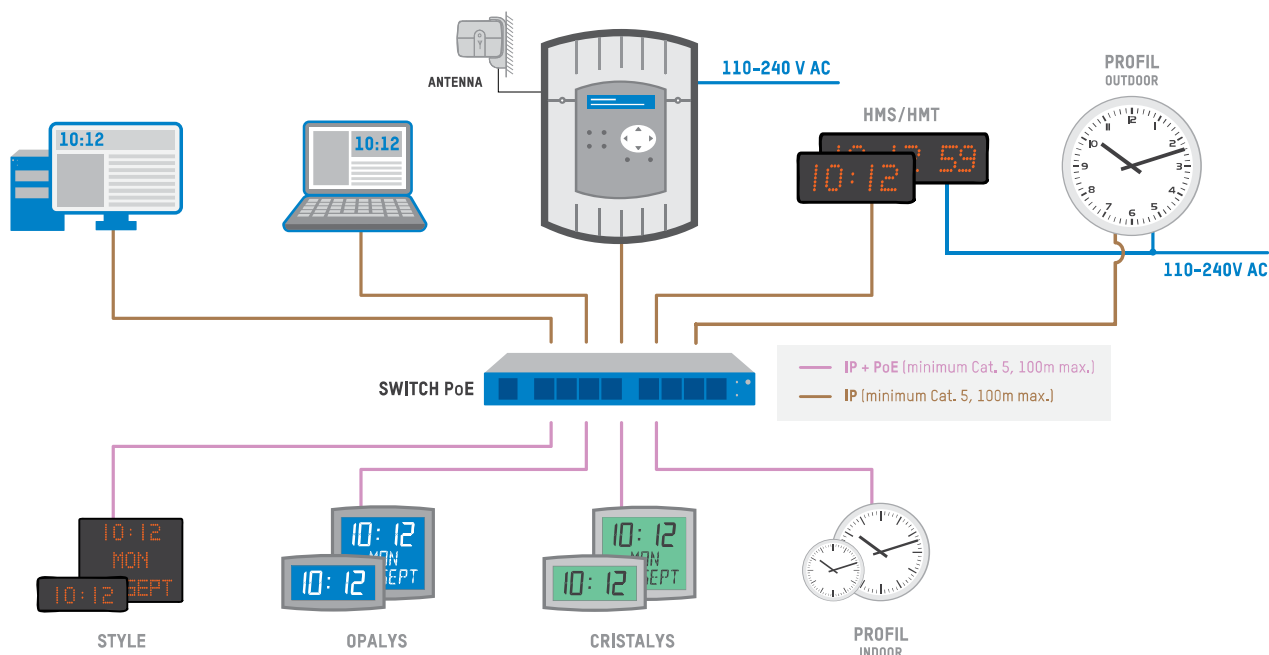 ANTENNA
110-240 V AC
PROFIL
OUTDOOR
HMS/HMT
10:12
10:12
59
10:12
12
1
2
3
4
5
6
7
8
9
10
11
110-240V AC
SWITCH PoE
IP + PoE (minimum Cat. 5, 100m max.)
IP (minimum Cat. 5, 100m max.)
10:12
MON
SEPT
10:12
10:12
MON
SEPT
10:12
10:12
MON
SEPT
10:12
STYLE
OPALYS
CRISTALYS
PROFIL
INDOOR